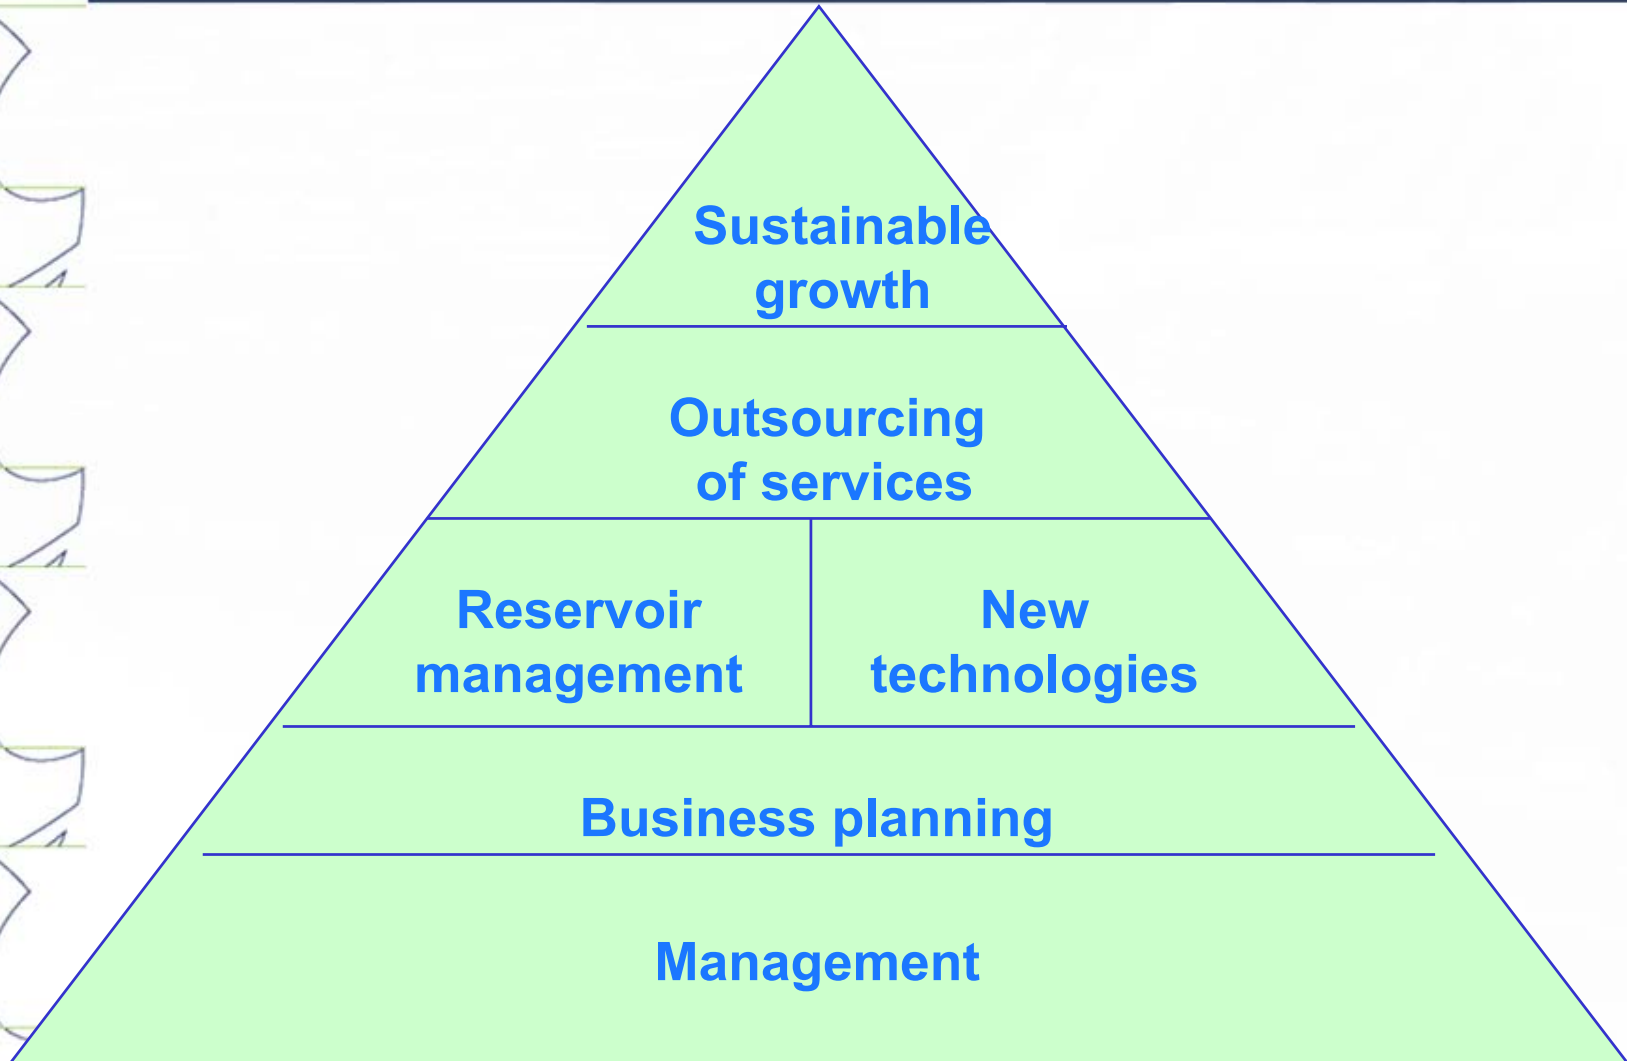 Sustainable
growth
Outsourcing
of services
Reservoir
management
New
technologies
Business planning
Management